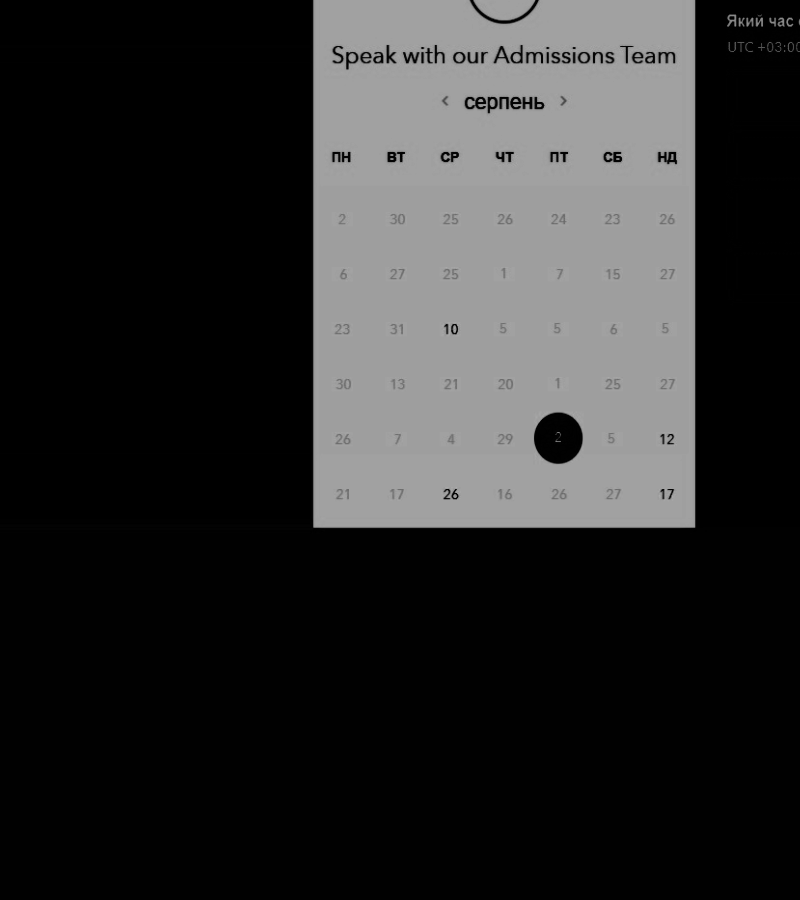 Який час
UTC +03:00
Speak with our Admissions Team
‹ серпень ›
ПН ВТ СР ЧТ ПТ СБ НД
2 30 25 26 24 23 26
6 27 25 1 7 15 27
23 31 10 5 5 6 5
30 13 21 20 1 25 27
26 7 4 29 2 5 12
21 17 26 16 26 27 17